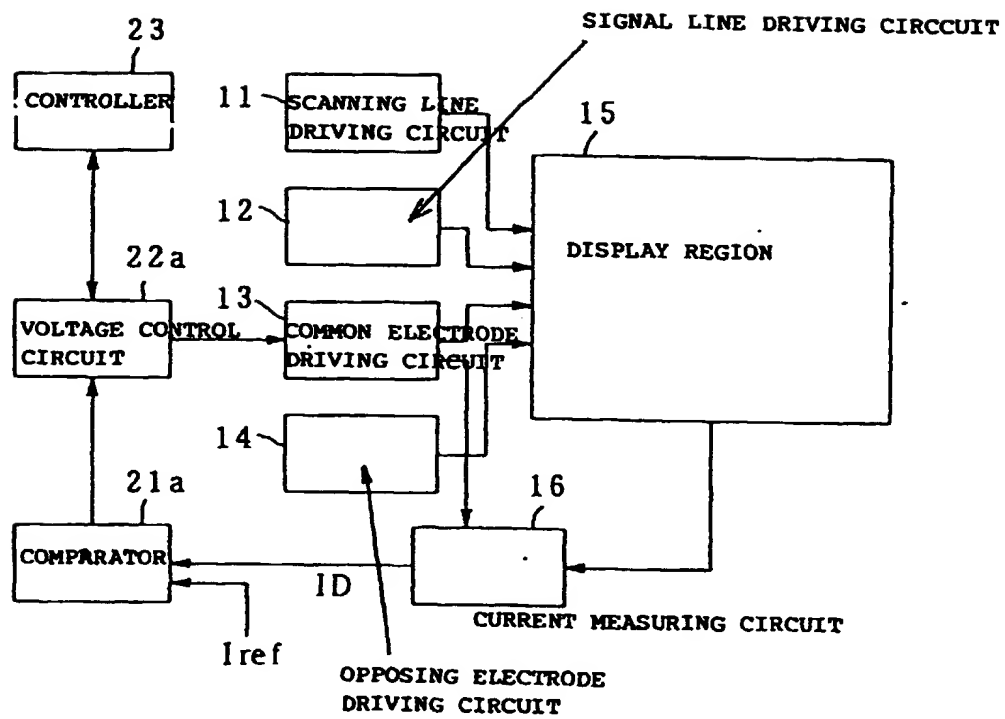 SIGNAL LINE DRIVING CIRCCUIT
23
CONTROLLER
11
SCANNING LINE
DRIVING CIRCUIT
15
12
DISPLAY REGION
22a
VOLTAGE CONTROL
CIRCUIT
13
COMMON ELECTRODE
DRIVING CIRCUIT
14
21a
COMPARATOR
16
ID
CURRENT MEASURING CIRCUIT
Iref
OPPOSING ELECTRODE
DRIVING CIRCUIT